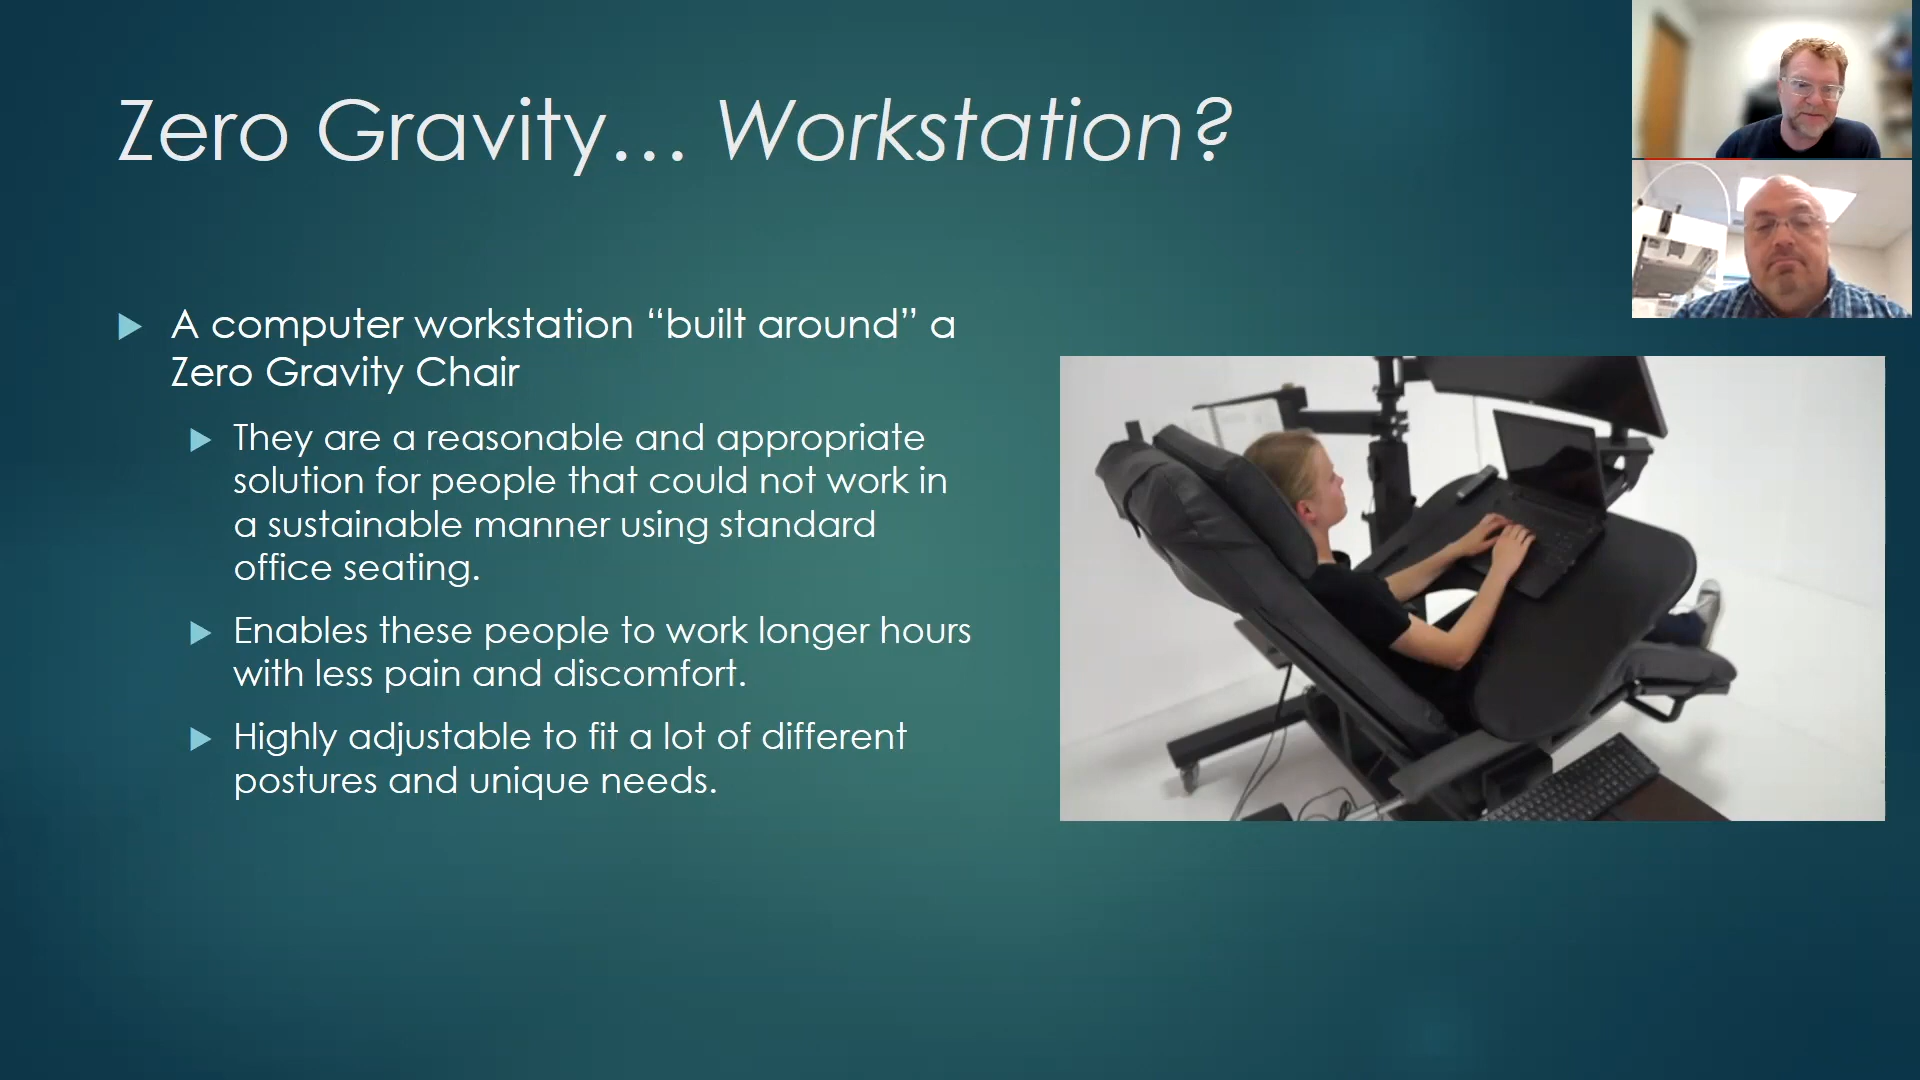 Zero Gravity… Workstation?
A computer workstation “built around” a
Zero Gravity Chair
They are a reasonable and appropriate
solution for people that could not work in
a sustainable manner using standard
office seating.
Enables these people to work longer hours
with less pain and discomfort.
Highly adjustable to fit a lot of different
postures and unique needs.